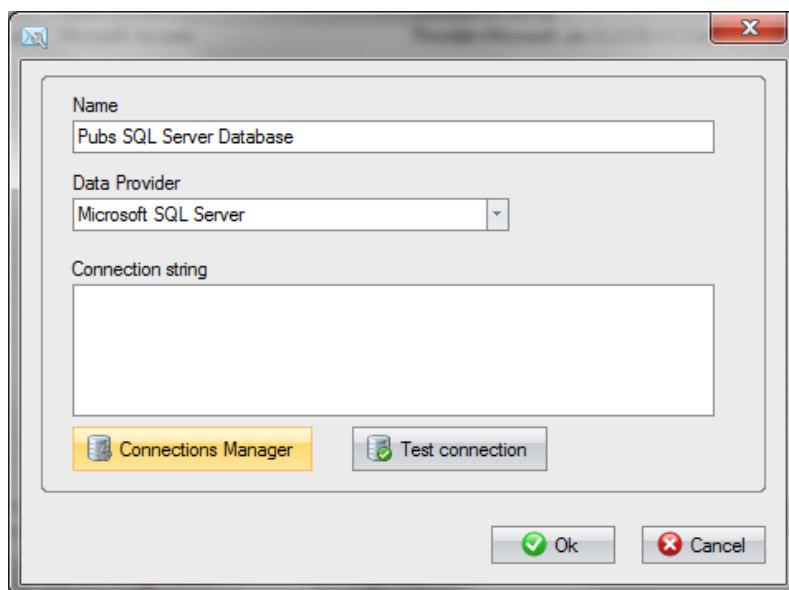 Name
Pubs SQL Server Database
Data Provider
Microsoft SQL Server
Connection string
Connections Manager
Test connection
Ok
Cancel